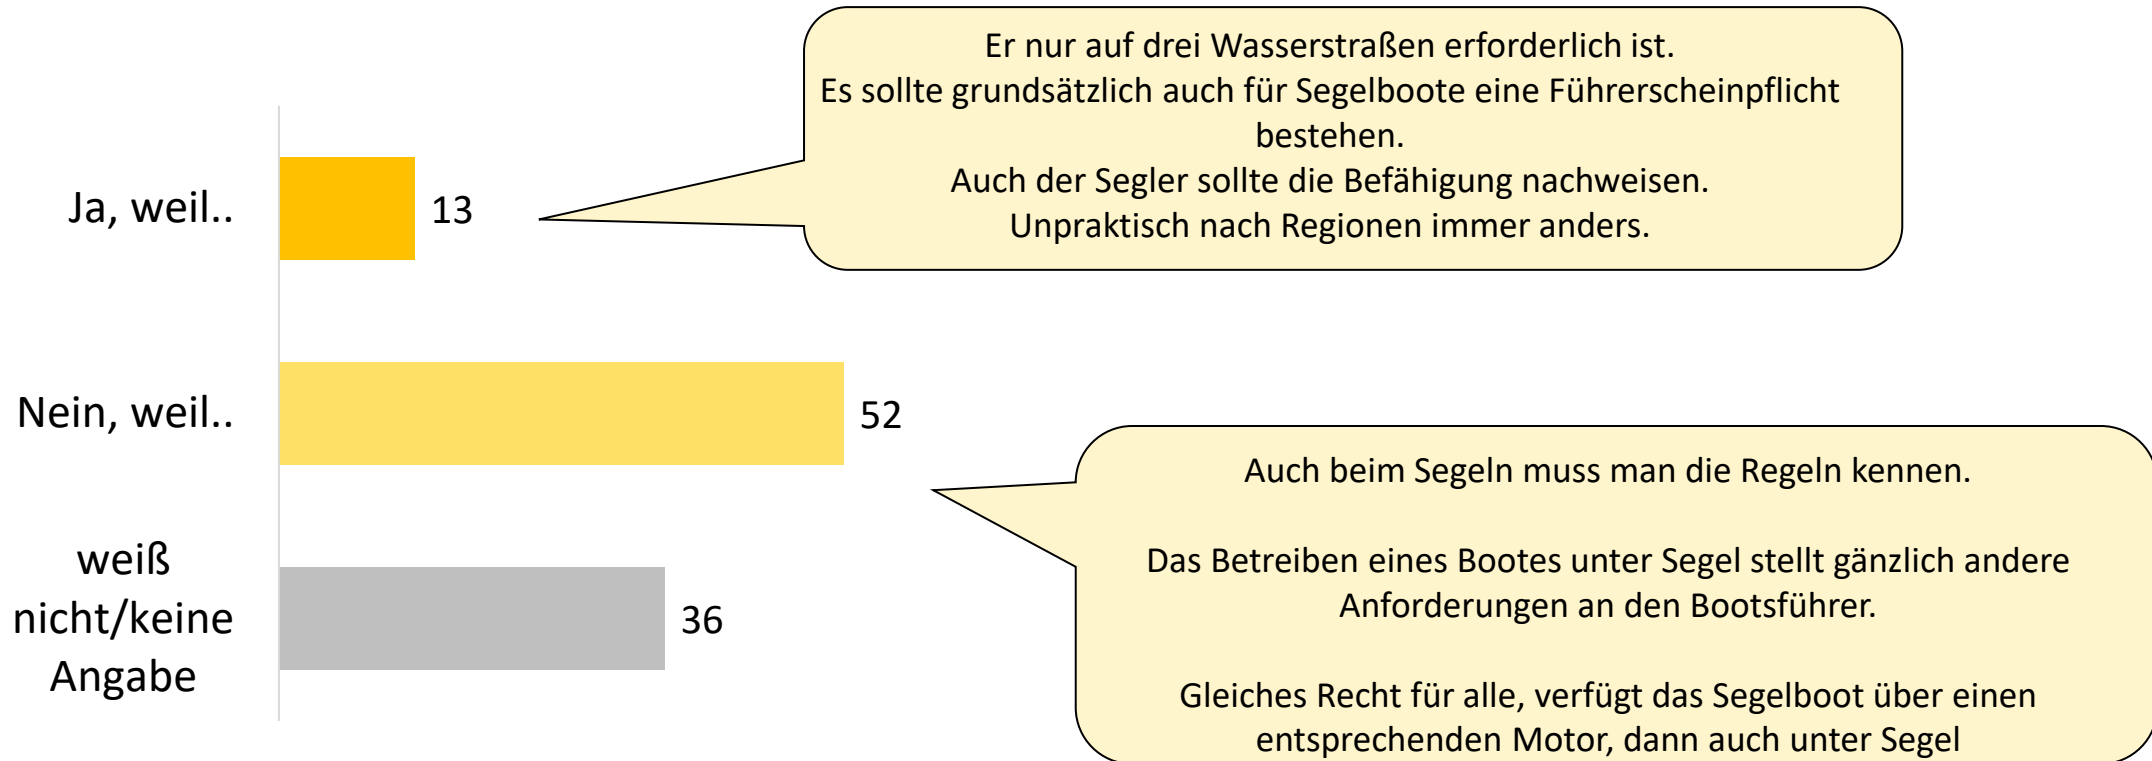 Er nur auf drei Wasserstraßen erforderlich ist.
Es sollte grundsätzlich auch für Segelboote eine Führerscheinpflicht
bestehen.
Auch der Segler sollte die Befähigung nachweisen.
Unpraktisch nach Regionen immer anders.
Ja, weil..
13
Nein, weil..
52
Auch beim Segeln muss man die Regeln kennen.
Das Betreiben eines Bootes unter Segel stellt gänzlich andere
Anforderungen an den Bootsführer.
Gleiches Recht für alle, verfügt das Segelboot über einen
entsprechenden Motor, dann auch unter Segel
weiß
nicht/keine
Angabe
36